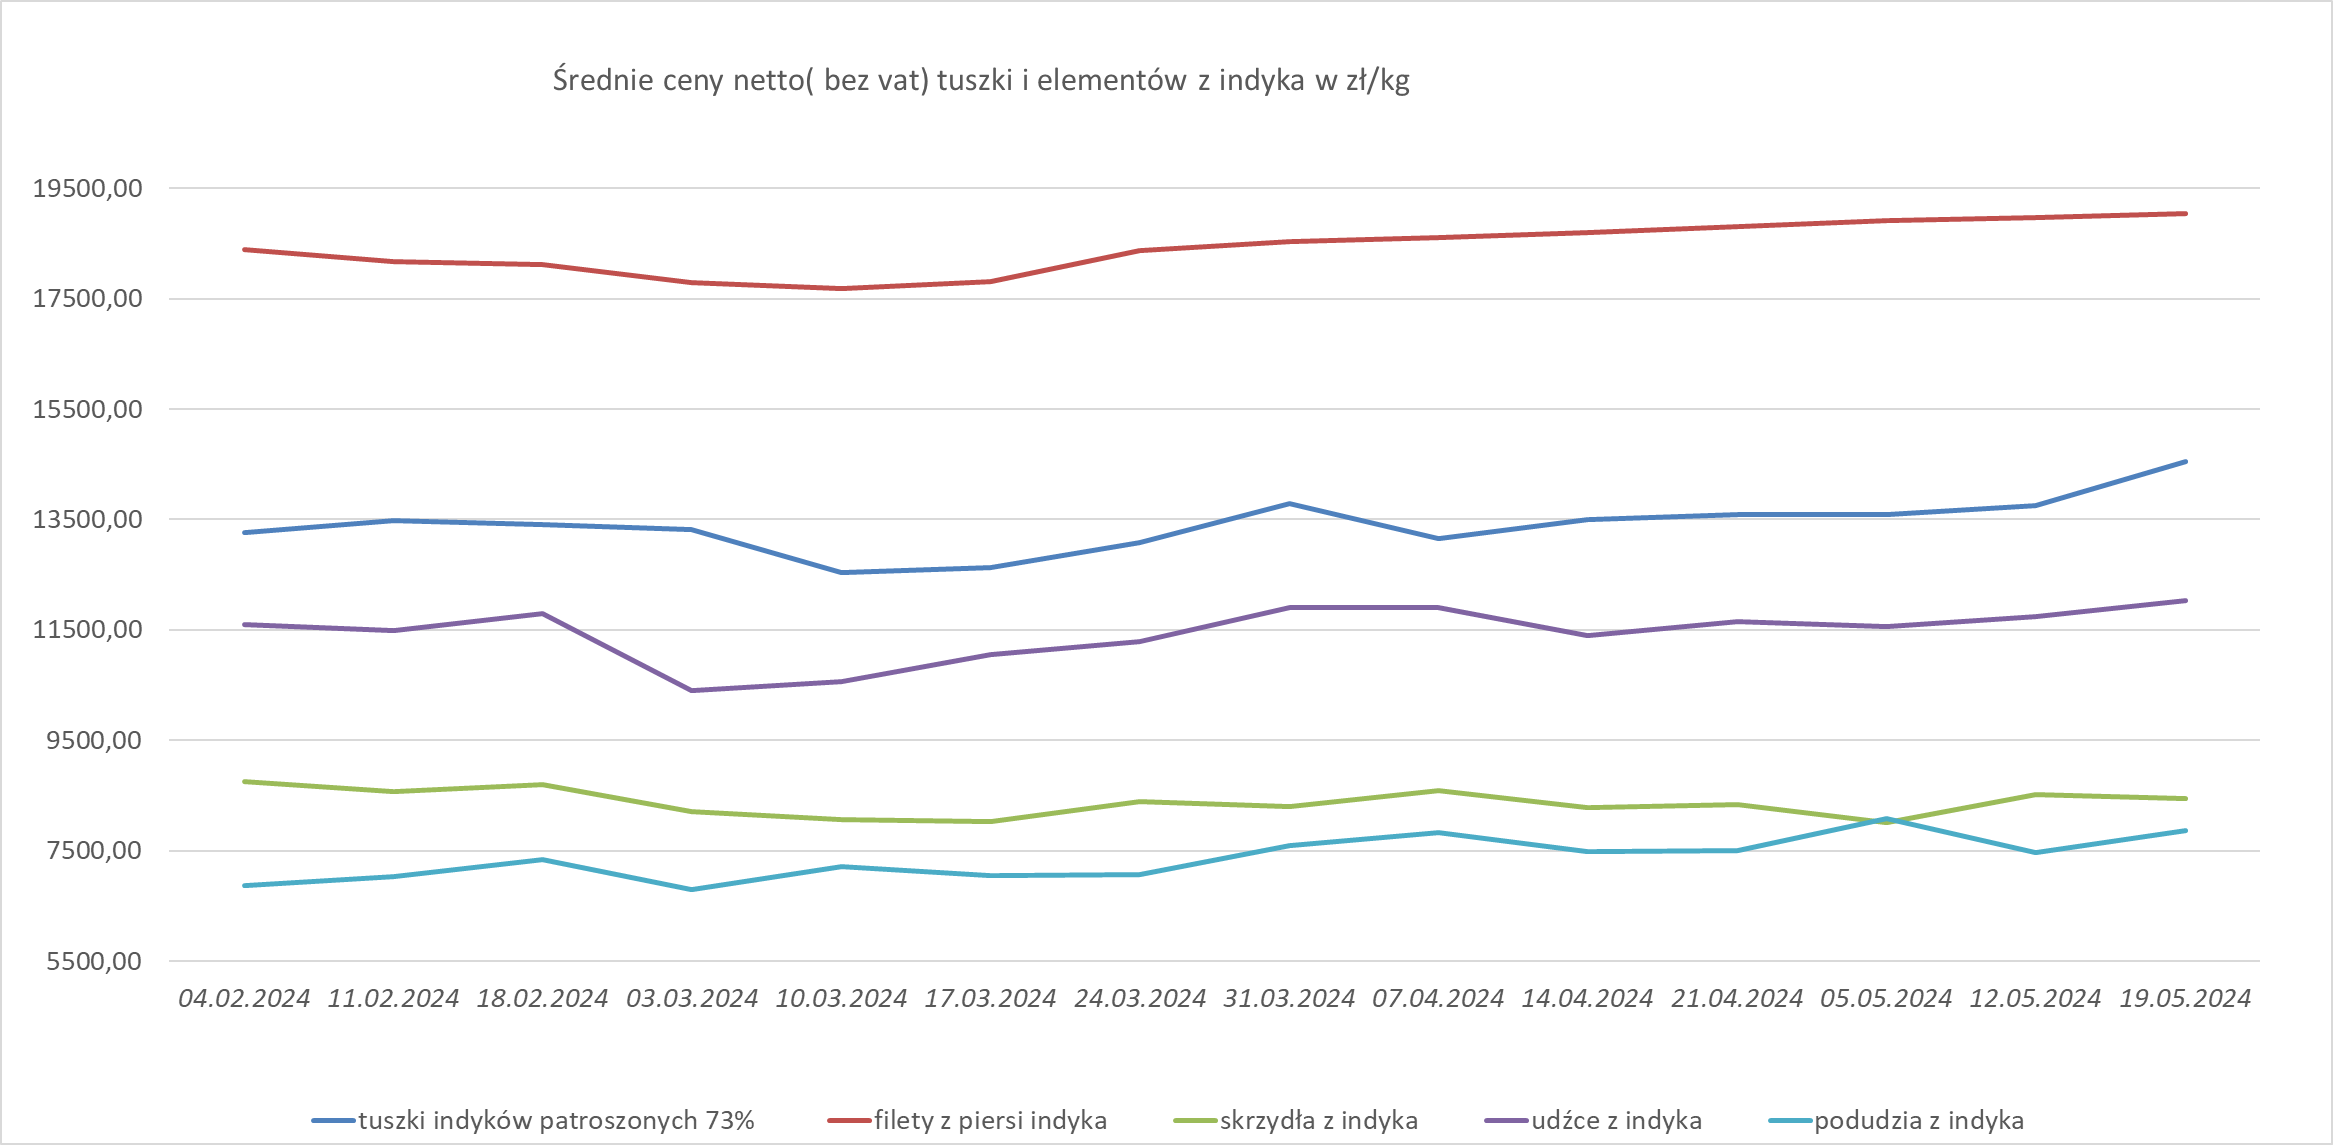 Średnie ceny netto( bez vat) tuszki i elementów z indyka w zł/kg
19500,00
17500,00
15500,00
13500,00
11500,00
9500,00
7500,00
5500,00
04.02.2024 11.02.2024 18.02.2024 03.03.2024 10.03.2024 17.03.2024 24.03.2024 31.03.2024 07.04.2024 14.04.2024 21.04.2024 05.05.2024 12.05.2024 19.05.2024
tuszki indyków patroszonych 73% filety z piersi indyka skrzydła z indyka udźce z indyka podudzia z indyka